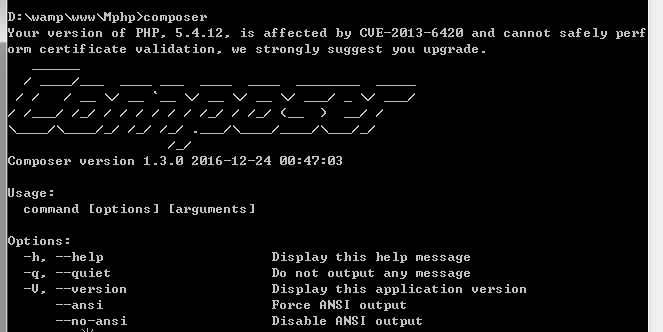 D:\wamp\www\Mphp>composer
Your version of PHP, 5.4.12, is affected by CVE-2013-6420 and cannot safely perf
orm certificate validation, we strongly suggest you upgrade.
Composer
Composer version 1.3.0 2016-12-24 00:47:03
Usage:
command [options] [arguments]
Options:
-h, --help Display this help message
-q, --quiet Do not output any message
-V, --version Display this application version
--ansi Force ANSI output
--no-ansi Disable ANSI output